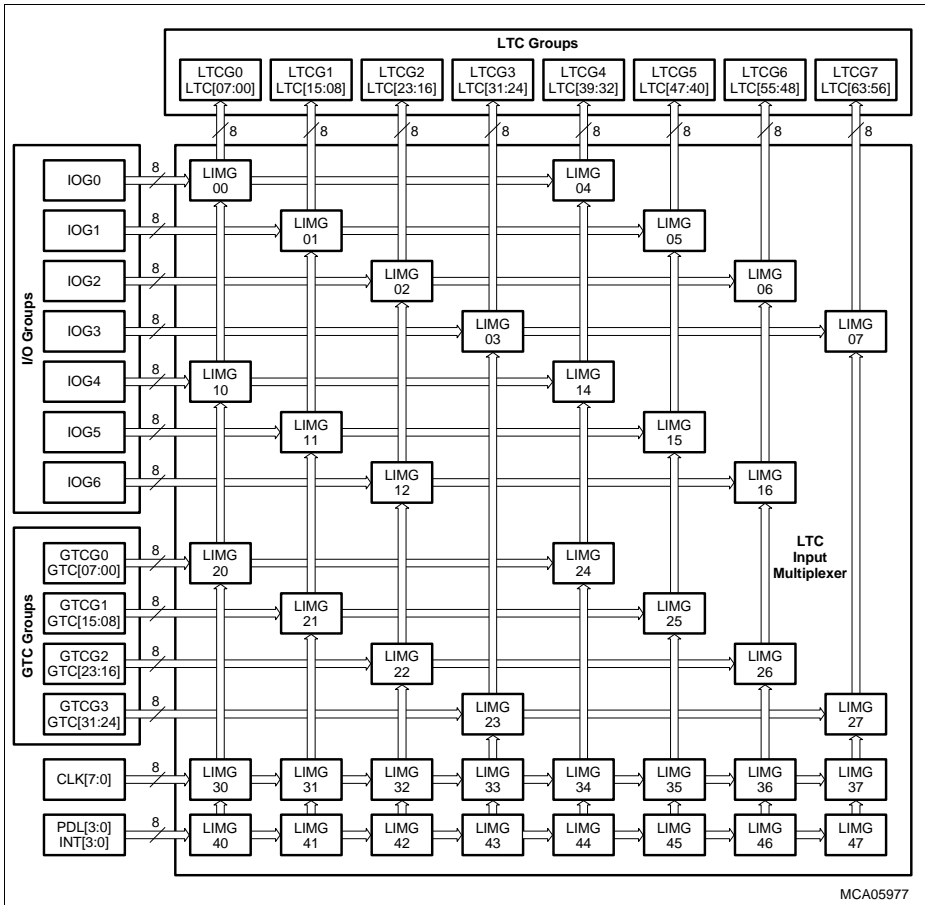 LTC Groups
LTCG0 LTCG1 LTCG2 LTCG3 LTCG4 LTCG5 LTCG6 LTCG7
LTC[07:00] LTC[15:08] LTC[23:16] LTC[31:24] LTC[39:32] LTC[47:40] LTC[55:48] LTC[63:56]
8 8 8 8 8 8 8 8
I/O Groups
IOG0 8 LIMG 00 LIMG 04
IOG1 8 LIMG 01 LIMG 05
IOG2 8 LIMG 02 LIMG 06
IOG3 8 LIMG 03 LIMG 07
IOG4 8 LIMG 10 LIMG 14
IOG5 8 LIMG 11 LIMG 15
IOG6 8 LIMG 12 LIMG 16
LTC
Input
Multiplexer
GTC Groups
GTCG0 8 LIMG LIMG
GTC[07:00] 20 24
GTCG1 8 LIMG LIMG
GTC[15:08] 21 25
GTCG2 8 LIMG LIMG
GTC[23:16] 22 26
GTCG3 8 LIMG LIMG
GTC[31:24] 23 27
CLK[7:0] 8 LIMG LIMG LIMG LIMG LIMG LIMG LIMG LIMG
30 31 32 33 34 35 36 37
PDL[3:0] 8 LIMG LIMG LIMG LIMG LIMG LIMG LIMG LIMG
INT[3:0] 40 41 42 43 44 45 46 47
MCA05977